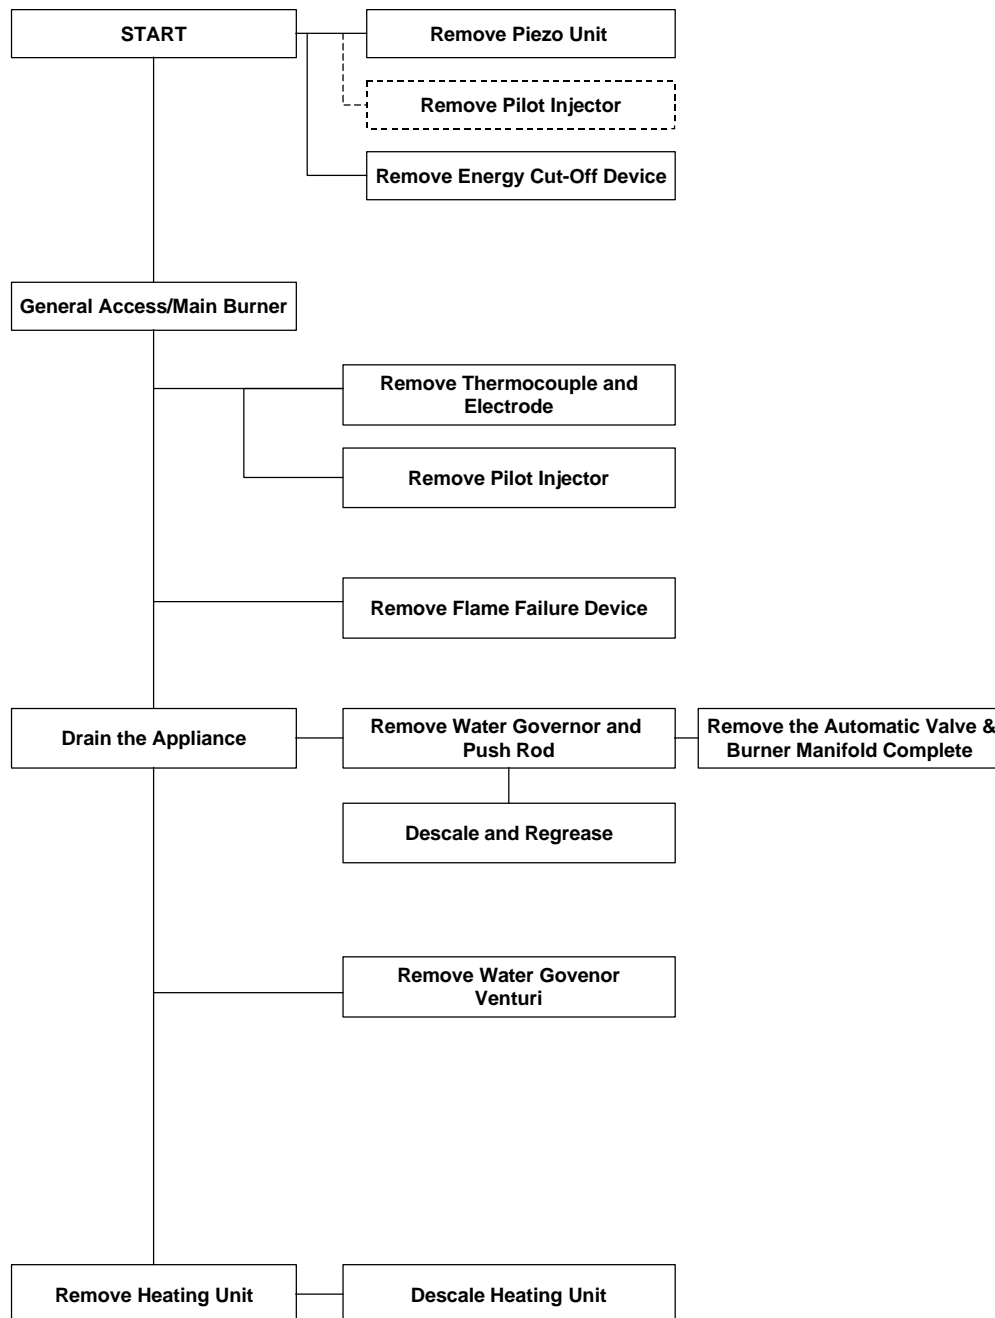 START
Remove Piezo Unit
Remove Pilot Injector
Remove Energy Cut-Off Device
General Access/Main Burner
Remove Thermocouple and
Electrode
Remove Pilot Injector
Remove Flame Failure Device
Drain the Appliance
Remove Water Governor and
Push Rod
Remove the Automatic Valve &
Burner Manifold Complete
Descale and Regrease
Remove Water Govenor
Venturi
Remove Heating Unit
Descale Heating Unit